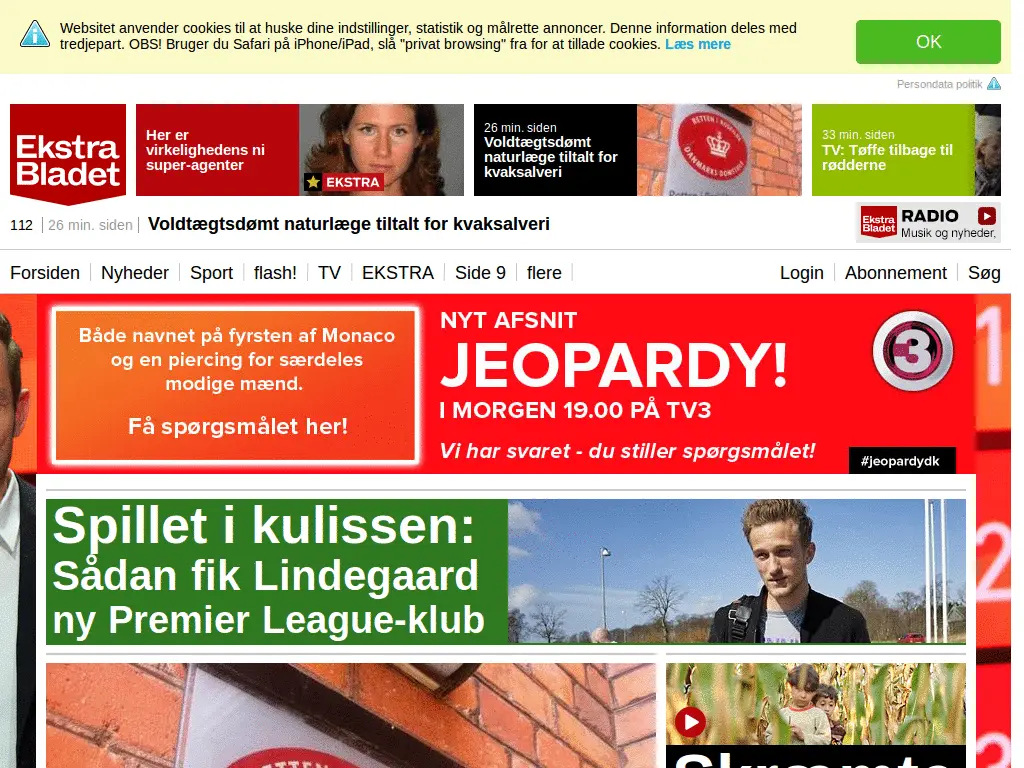 Websitet anvender cookies til at huske dine indstillinger, statistik og målrette annoncer. Denne information deles med
tredjepart. OBS! Bruger du Safari på iPhone/iPad, slå "privat browsing" fra for at tillade cookies. Læs mere
OK
Persondata politik
Ekstra
Bladet
Her er
virkelighedens ni
super-agenter
EKSTRA
26 min. siden
Voldtægtsdømt
naturlæge tiltalt for
kvaksalveri
33 min. siden
TV: Tøffe tilbage til
rødderne
112
26 min. siden
Voldtægtsdømt naturlæge tiltalt for kvaksalveri
Ekstra
Bladet
RADIO
Musik og nyheder,
Forsiden
Nyheder
Sport
flash!
TV
EKSTRA
Side 9
flere
Login
Abonnement
Søg
Både navnet på fyrsten af Monaco
og en piercing for særdeles
modige mænd.
Få spørgsmålet her!
NYT AFSNIT
JEOPARDY!
I MORGEN 19.00 PÅ TV3
Vi har svaret - du stiller spørgsmålet!
3
#jeopardydk
1
2
3
Spillet i kulissen:
Sådan fik Lindegaard
ny Premier League-klub